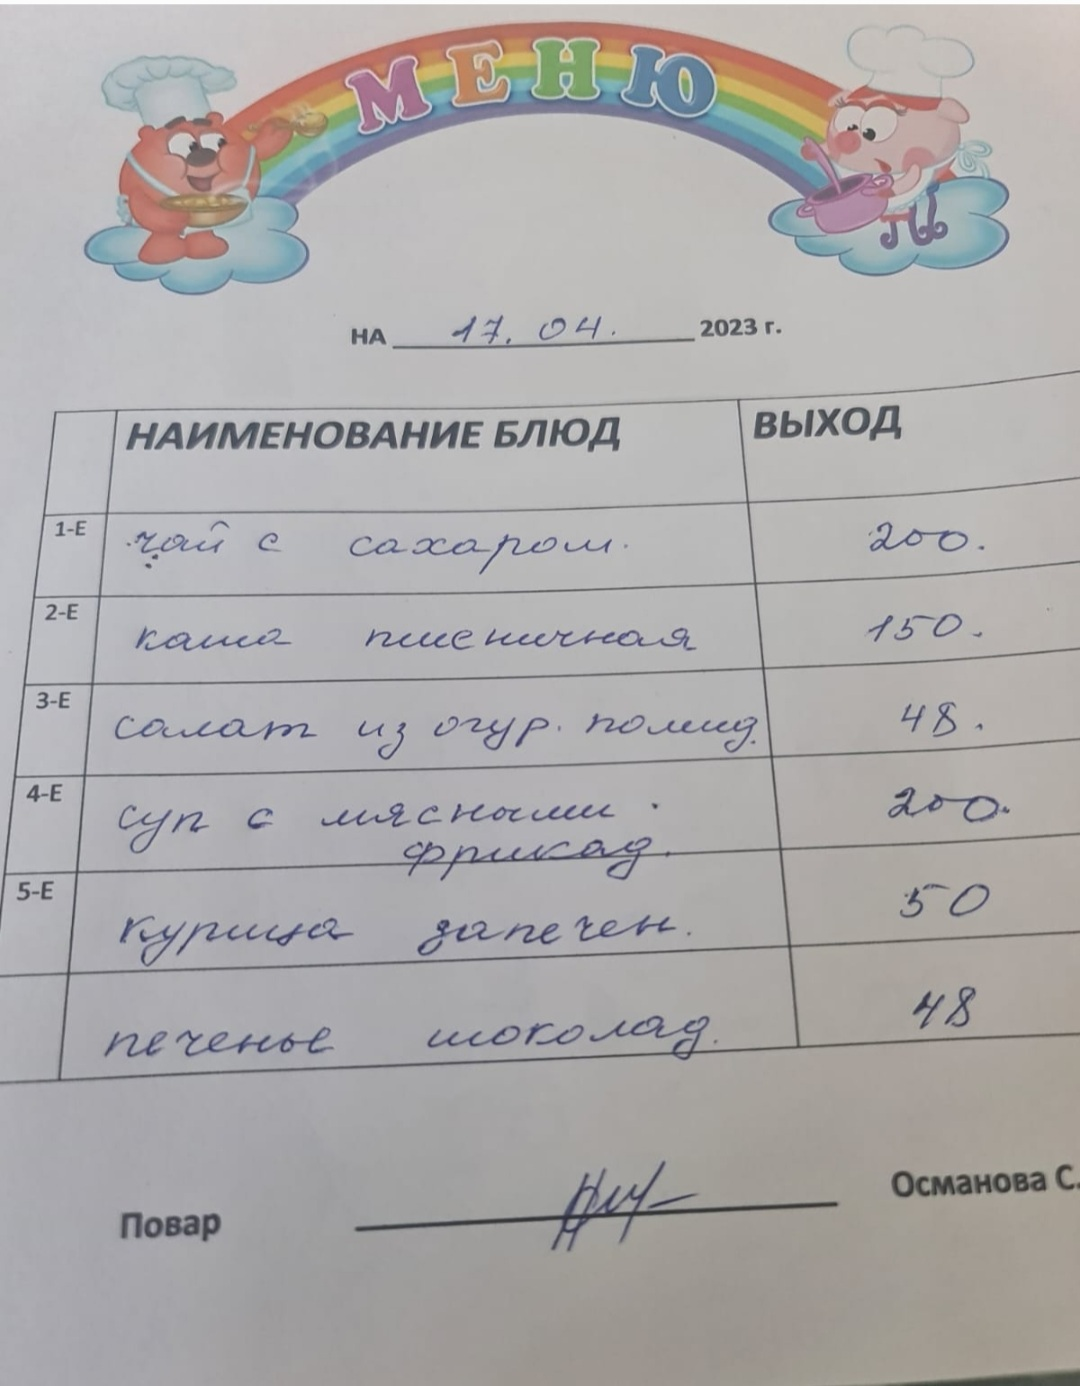 МЕНЮ
НА 17. 04. 2023 г.
НАИМЕНОВАНИЕ БЛЮД ВЫХОД
1-Е чай с сахаром. 200.
2-Е каша пшеничная 150.
3-Е салат из огур. помид. 48.
4-Е суп с мясными 200.
фрикад.
5-Е курица запечен. 50
печенье шоколад. 48
Повар Османова С.